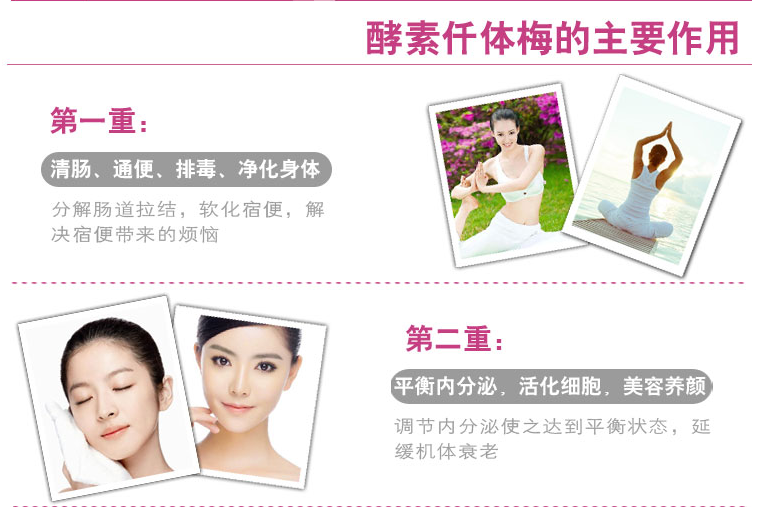 酵素仟体梅的主要作用
第一重：
清肠、通便、排毒、净化身体
分解肠道拉结，软化宿便，解
决宿便带来的烦恼
第二重：
平衡内分泌，活化细胞，美容养颜
调节内分泌使之达到平衡状态，延
缓机体衰老